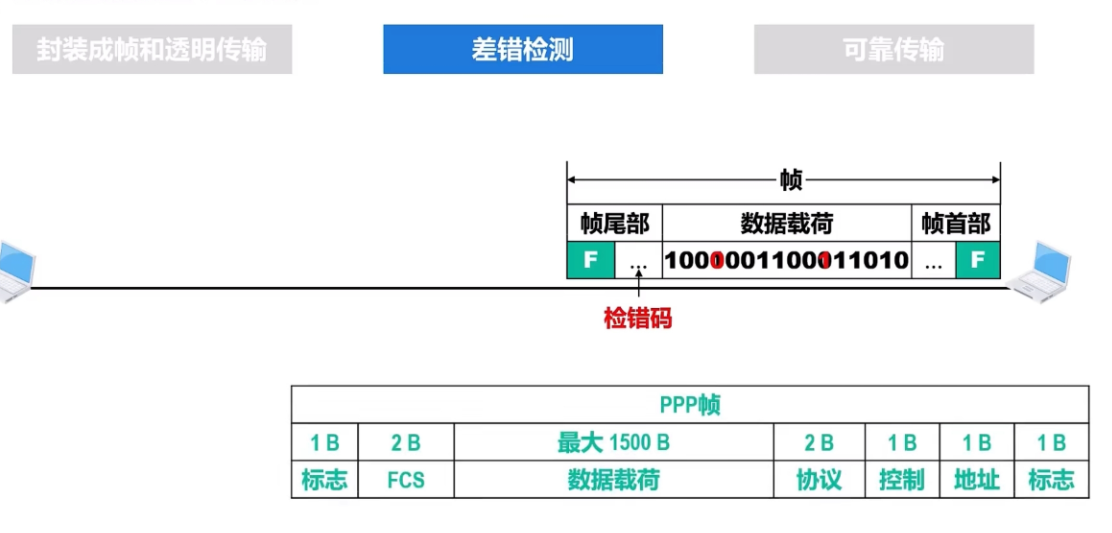 封装成帧和透明传输
差错检测
可靠传输
帧
帧尾部 数据载荷 帧首部
F ... 1000001100011010 ... F
检错码
PPP帧
1 B 2 B 最大 1500 B 2 B 1 B 1 B 1 B
标志 FCS 数据载荷 协议 控制 地址 标志